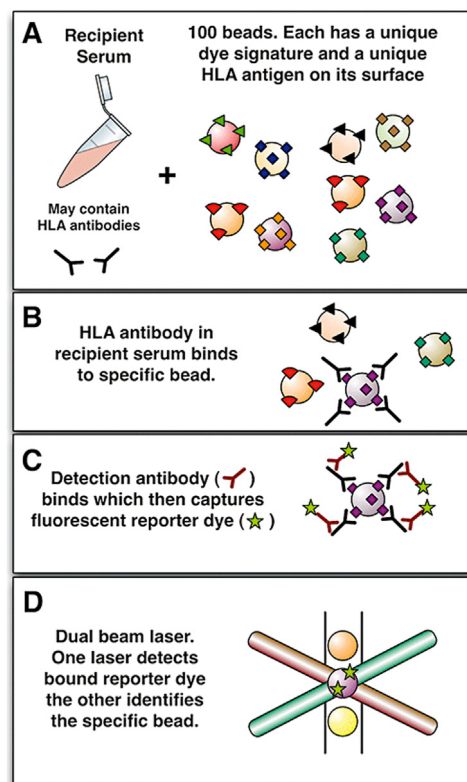 A
Recipient
Serum
100 beads. Each has a unique
dye signature and a unique
HLA antigen on its surface
+
May contain
HLA antibodies
B
HLA antibody in
recipient serum binds
to specific bead.
C
Detection antibody ( )
binds which then captures
fluorescent reporter dye ( )
D
Dual beam laser.
One laser detects
bound reporter dye
the other identifies
the specific bead.